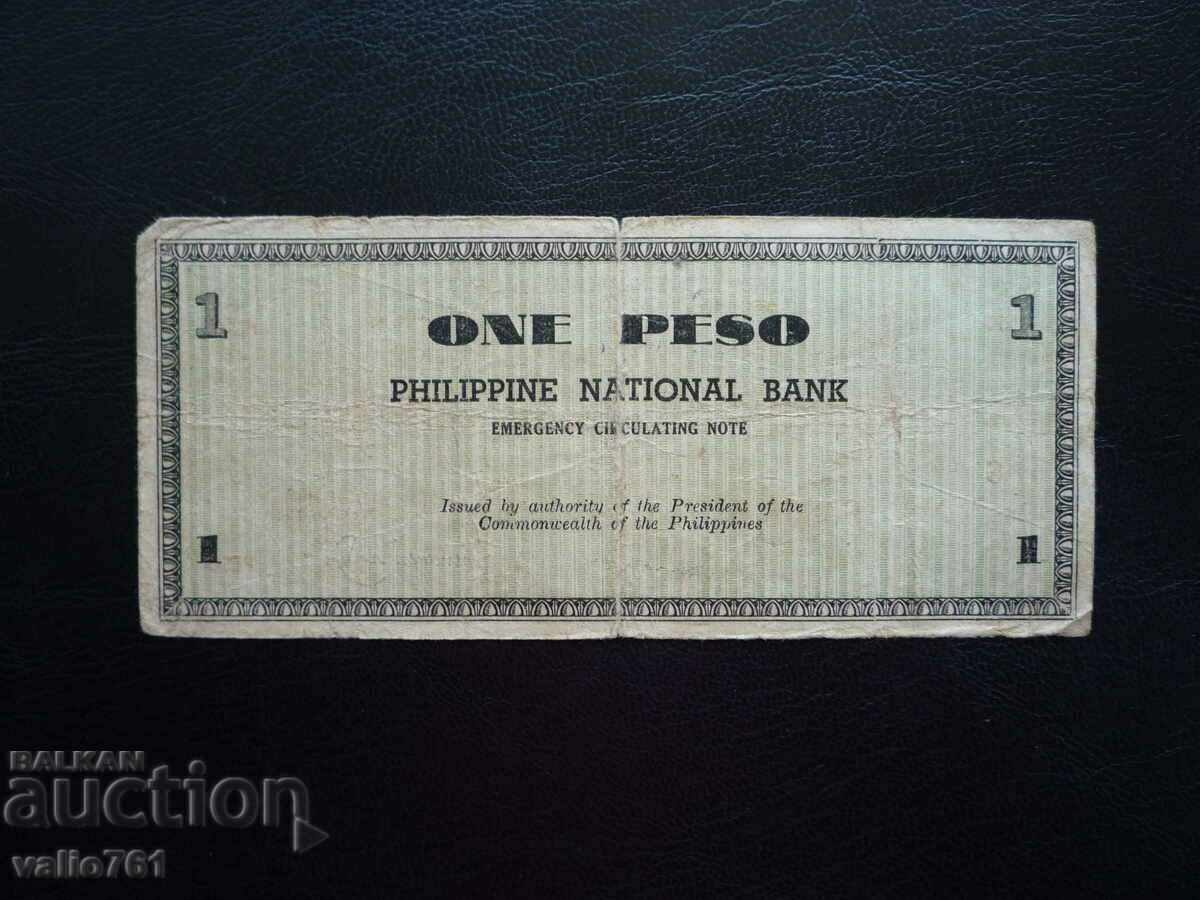 1 1
ONE PESO
PHILIPPINE NATIONAL BANK
EMERGENCY CIRCULATING NOTE
Issued by authority of the President of the
Commonwealth of the Philippines
1 1
BALKAN
auction
valio761